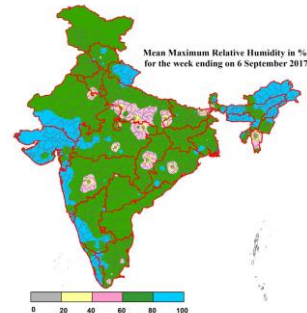 Mean Maximum Relative Humidity in %
for the week ending on 6 September 2017
0 20 40 60 80 100